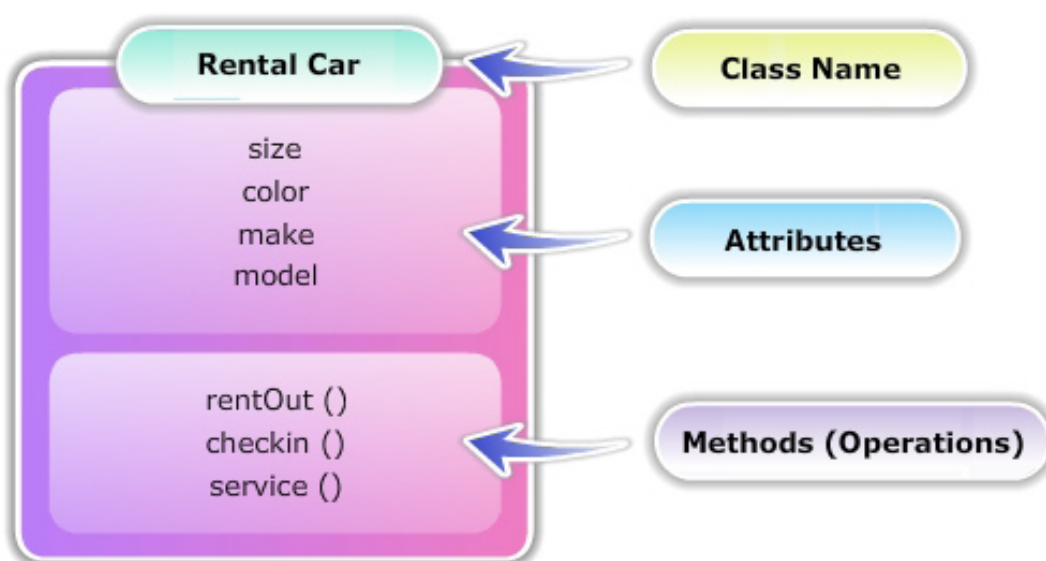 Rental Car
Class Name
size
color
make
model
Attributes
rentOut ()
checkin ()
service ()
Methods (Operations)